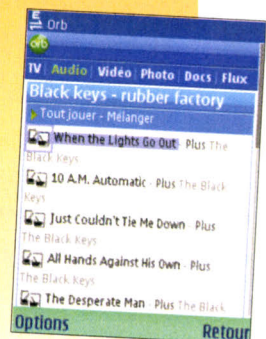 E Orb
orb
TV Audio Vidéo Photo Docs Flux
Black keys - rubber factory
Tout jouer - Mélanger
When the Lights Go Out - Plus The
Black Keys
10 A.M. Automatic - Plus The Black
Keys
Just Couldn't Tie Me Down - Plus
The Black Keys
All Hands Against His Own - Plus
The Black Keys
The Desperate Man - Plus The Black
Options Retour